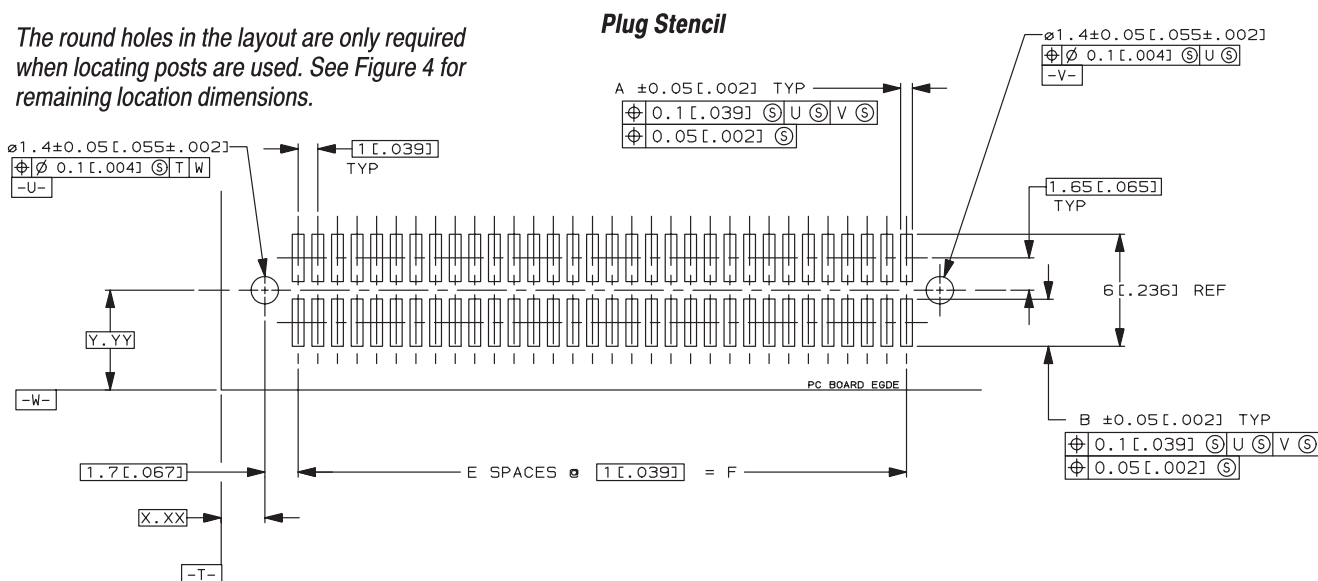 Plug Stencil
The round holes in the layout are only required
when locating posts are used. See Figure 4 for
remaining location dimensions.
⌀1.4±0.05[.055±.002]
⌖ ⌀ 0.1[.004] Ⓢ U Ⓢ
-V-
A ±0.05[.002] TYP
⌖ 0.1[.039] Ⓢ U Ⓢ V Ⓢ
⌖ 0.05[.002] Ⓢ
⌀1.4±0.05[.055±.002]
⌖ ⌀ 0.1[.004] Ⓢ T W
-U-
1[.039]
TYP
1.65[.065]
TYP
6[.236] REF
Y.YY
PC BOARD EGDE
-W-
B ±0.05[.002] TYP
⌖ 0.1[.039] Ⓢ U Ⓢ V Ⓢ
⌖ 0.05[.002] Ⓢ
1.7[.067]
E SPACES @ 1[.039] = F
X.XX
-T-